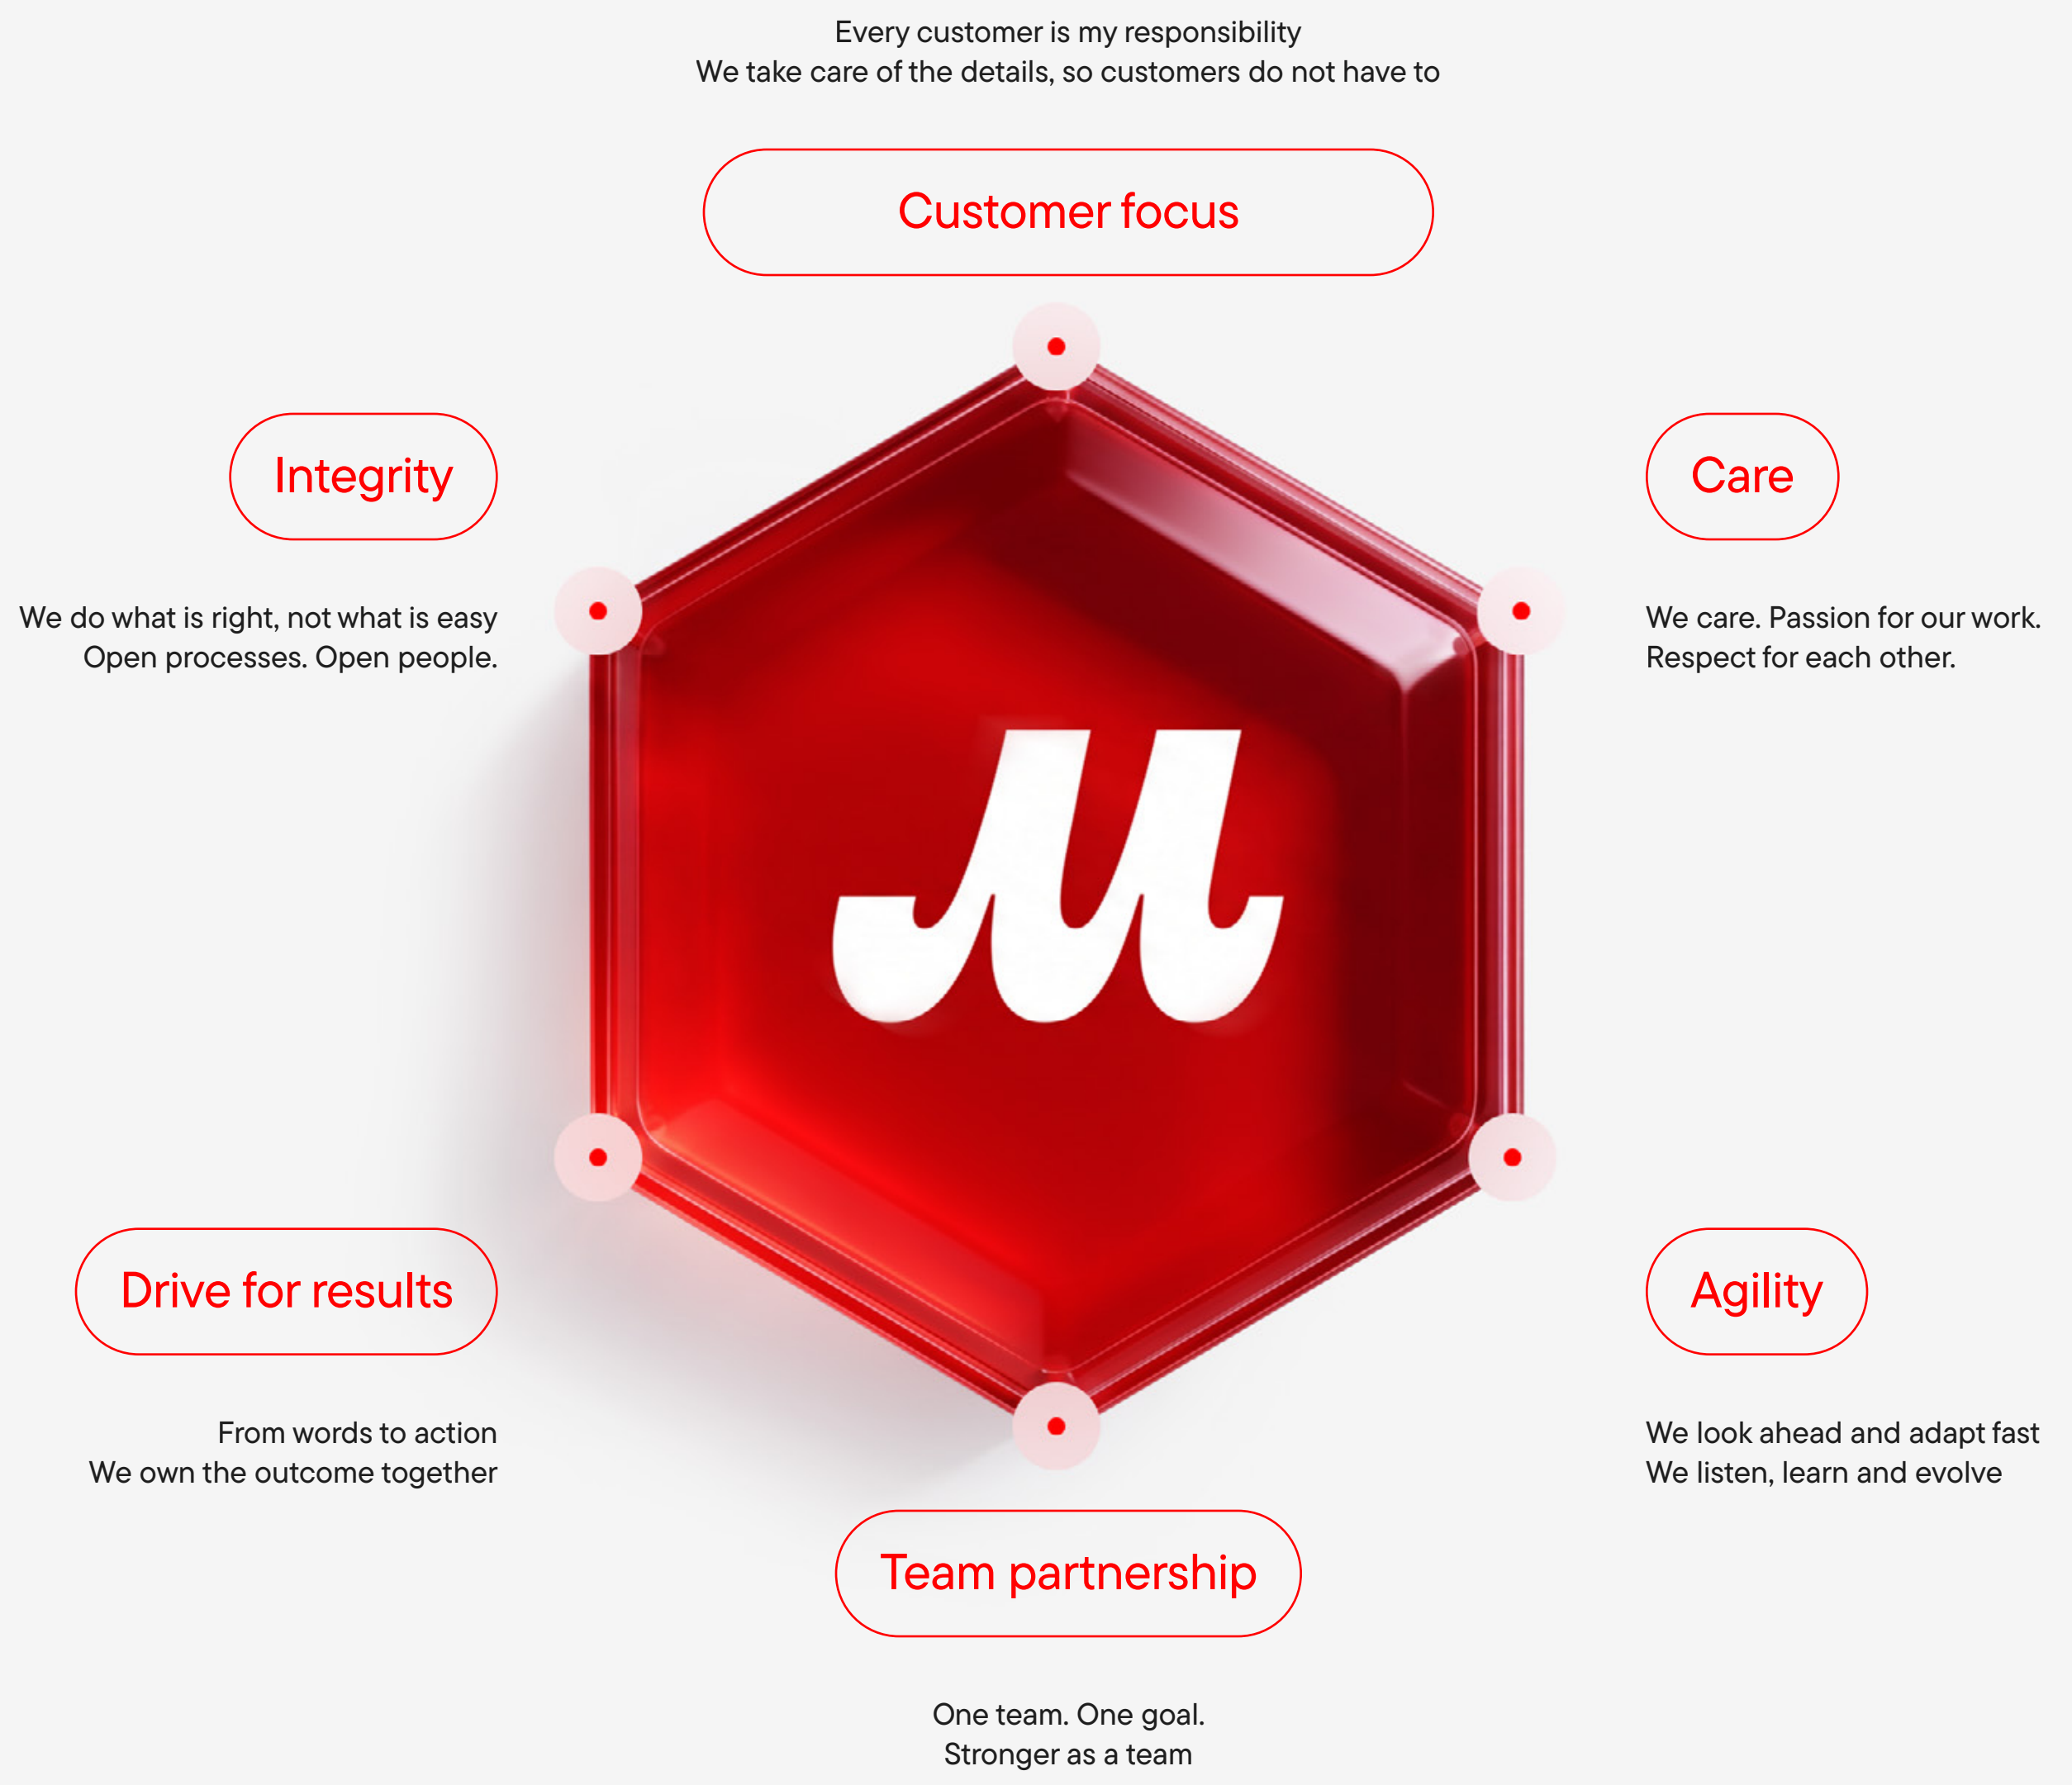 Every customer is my responsibility
We take care of the details, so customers do not have to
Customer focus
Integrity
We do what is right, not what is easy
Open processes. Open people.
Care
We care. Passion for our work.
Respect for each other.
M
Drive for results
From words to action
We own the outcome together
Agility
We look ahead and adapt fast
We listen, learn and evolve
Team partnership
One team. One goal.
Stronger as a team